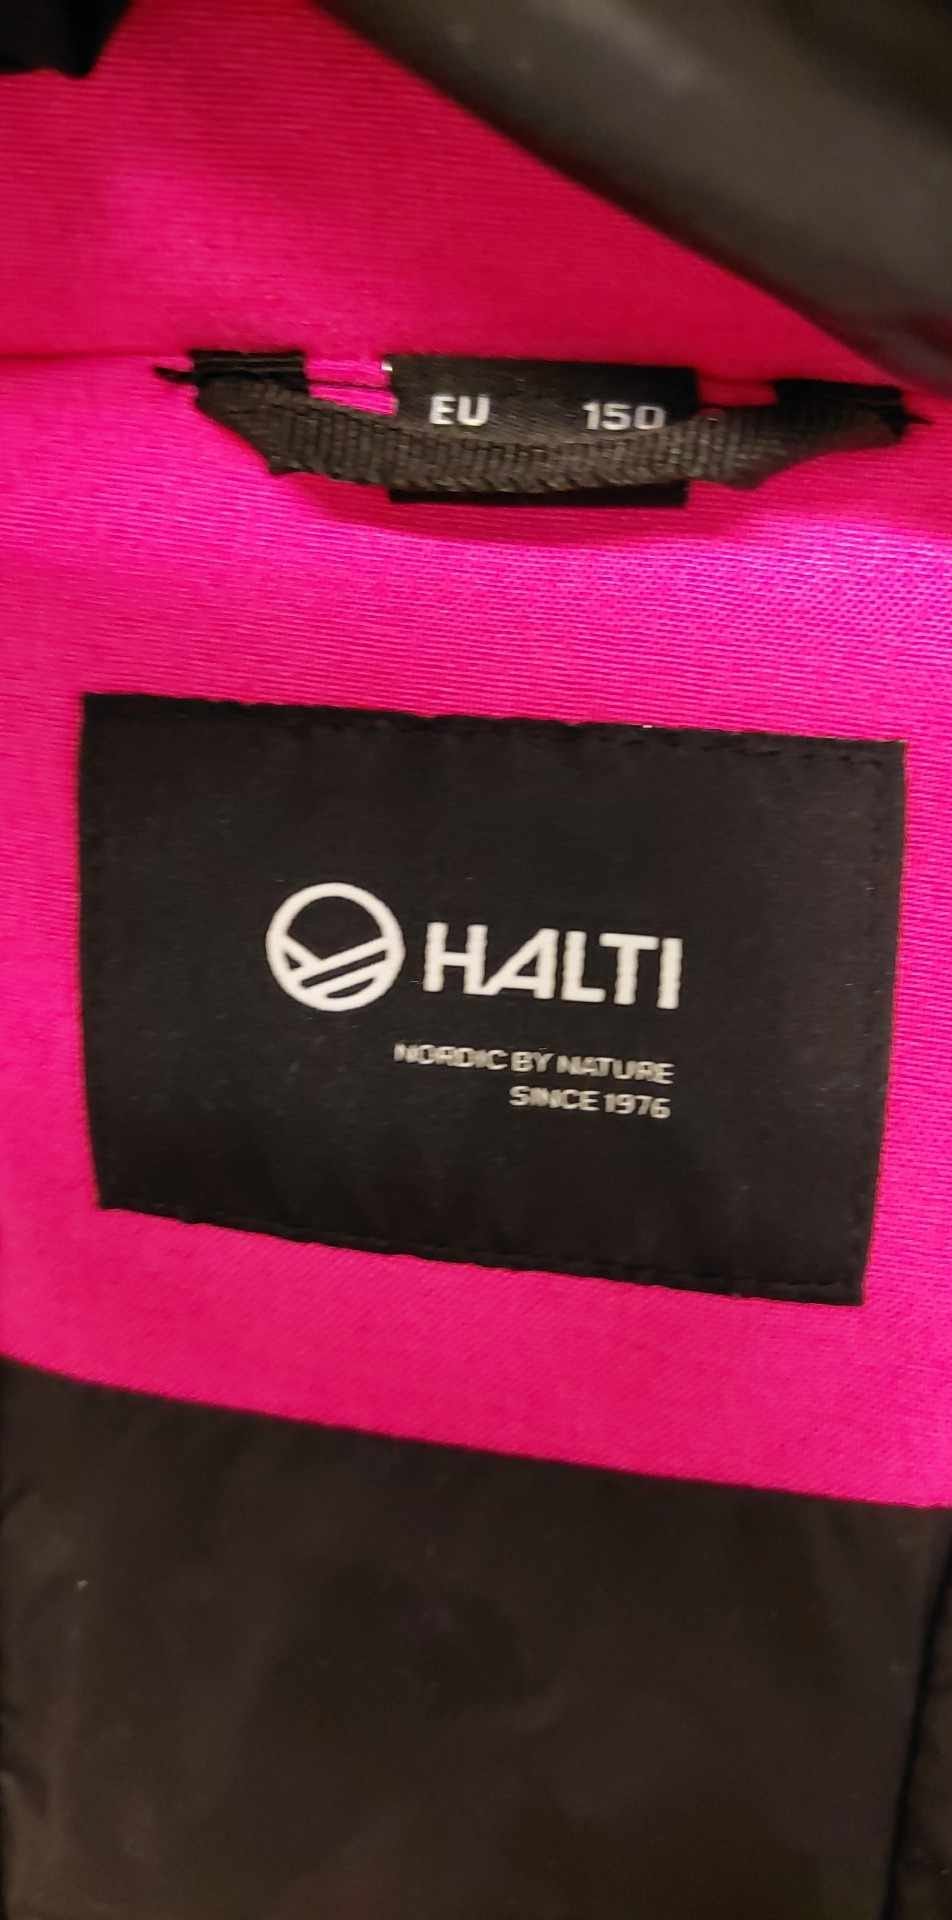 EU 150
HALTI
NORDIC BY NATURE
SINCE 1976